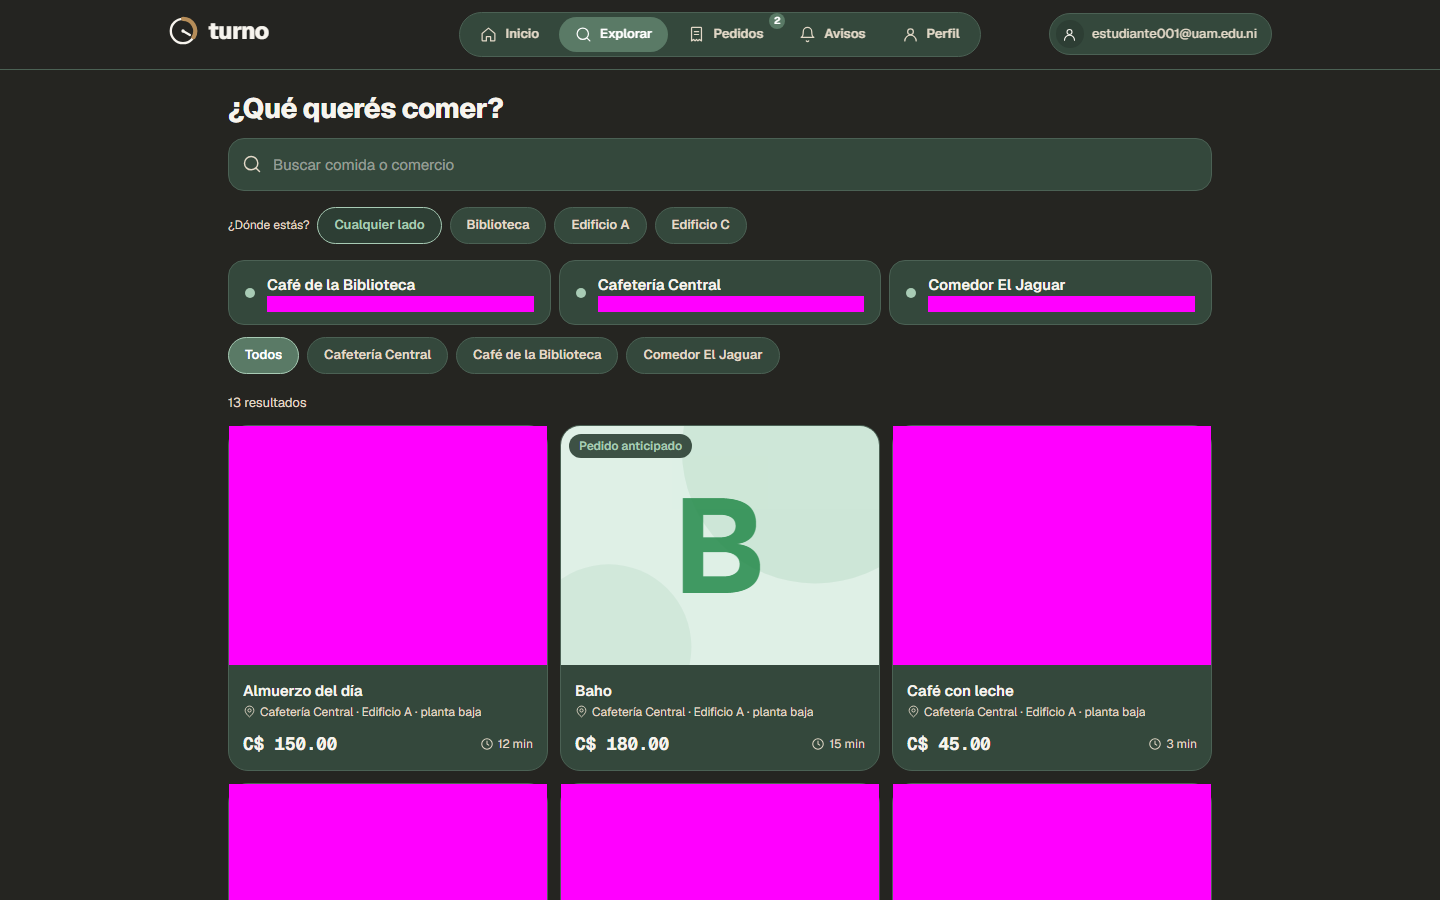 turno
Inicio
Explorar
Pedidos
2
Avisos
Perfil
estudiante001@uam.edu.ni
¿Qué querés comer?
Buscar comida o comercio
¿Dónde estás?
Cualquier lado
Biblioteca
Edificio A
Edificio C
Café de la Biblioteca
Cafetería Central
Comedor El Jaguar
Todos
Cafetería Central
Café de la Biblioteca
Comedor El Jaguar
13 resultados
Pedido anticipado
B
Almuerzo del día
Cafetería Central · Edificio A · planta baja
C$ 150.00
12 min
Baho
Cafetería Central · Edificio A · planta baja
C$ 180.00
15 min
Café con leche
Cafetería Central · Edificio A · planta baja
C$ 45.00
3 min